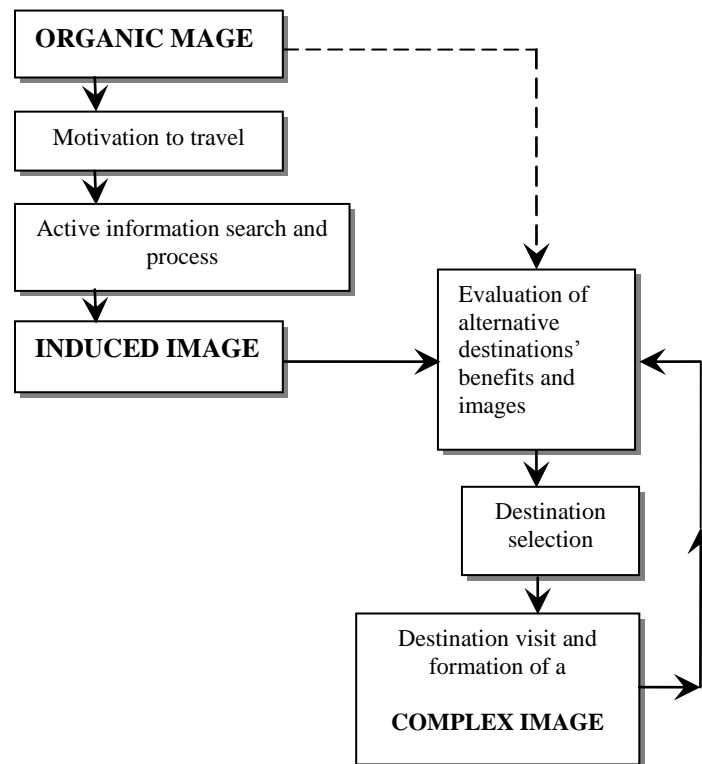 ORGANIC MAGE
Motivation to travel
Active information search and
process
INDUCED IMAGE
Evaluation of
alternative
destinations’
benefits and
images
Destination
selection
Destination visit and
formation of a
COMPLEX IMAGE